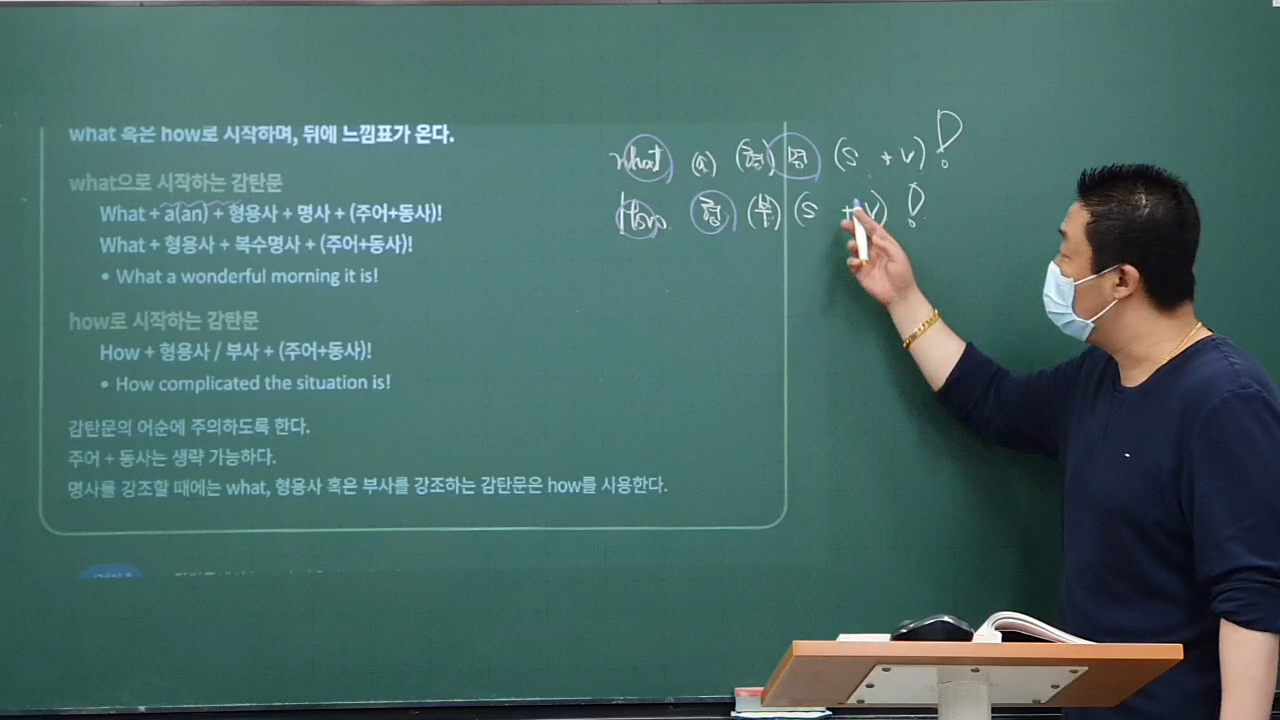 what 혹은 how로 시작하며, 뒤에 느낌표가 온다.
what으로 시작하는 감탄문
What + a(an) + 형용사 + 명사 + (주어+동사)!
What + 형용사 + 복수명사 + (주어+동사)!
• What a wonderful morning it is!
how로 시작하는 감탄문
How + 형용사 / 부사 + (주어+동사)!
• How complicated the situation is!
감탄문의 어순에 주의하도록 한다.
주어 + 동사는 생략 가능하다.
명사를 강조할 때에는 what, 형용사 혹은 부사를 강조하는 감탄문은 how를 사용한다.
what (a) (형) 명 (S + V) !
How 형 (부) (S + V) !